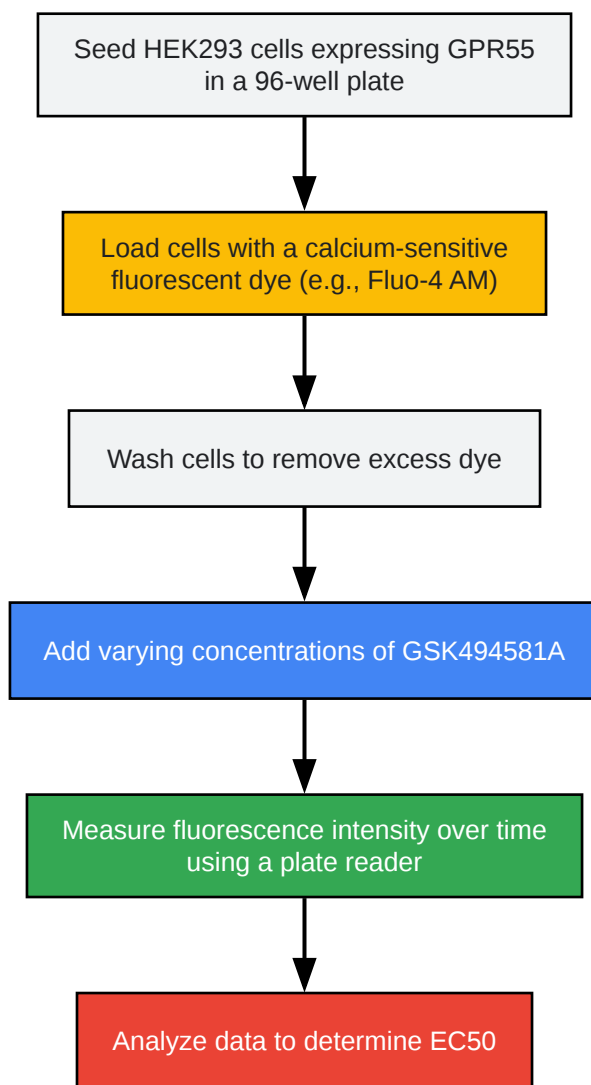 Seed HEK293 cells expressing GPR55
in a 96-well plate
Load cells with a calcium-sensitive
fluorescent dye (e.g., Fluo-4 AM)
Wash cells to remove excess dye
Add varying concentrations of GSK494581A
Measure fluorescence intensity over time
using a plate reader
Analyze data to determine EC50